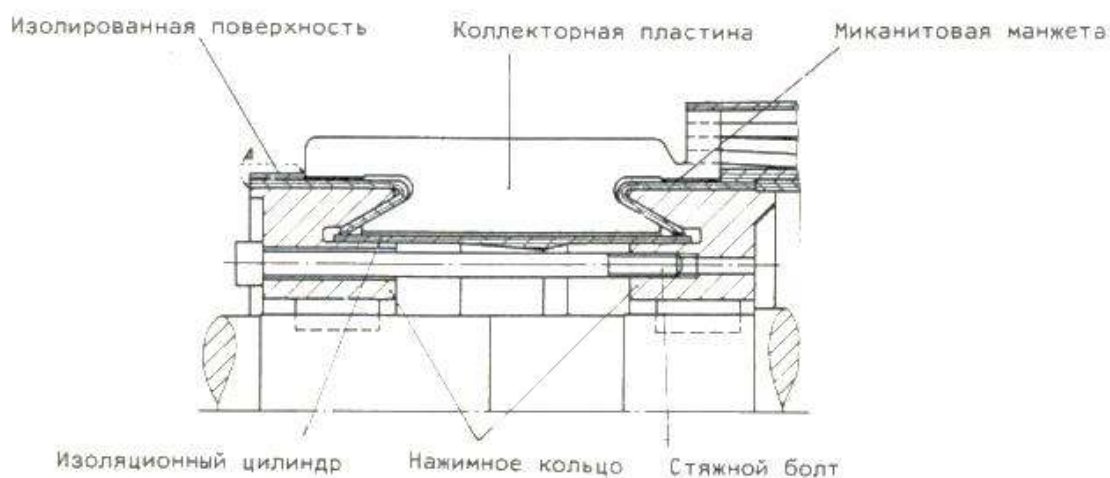 Изолированная поверхность
Коллекторная пластина
Миканитовая манжета
А
Изоляционный цилиндр
Нажимное кольцо
Стяжной болт